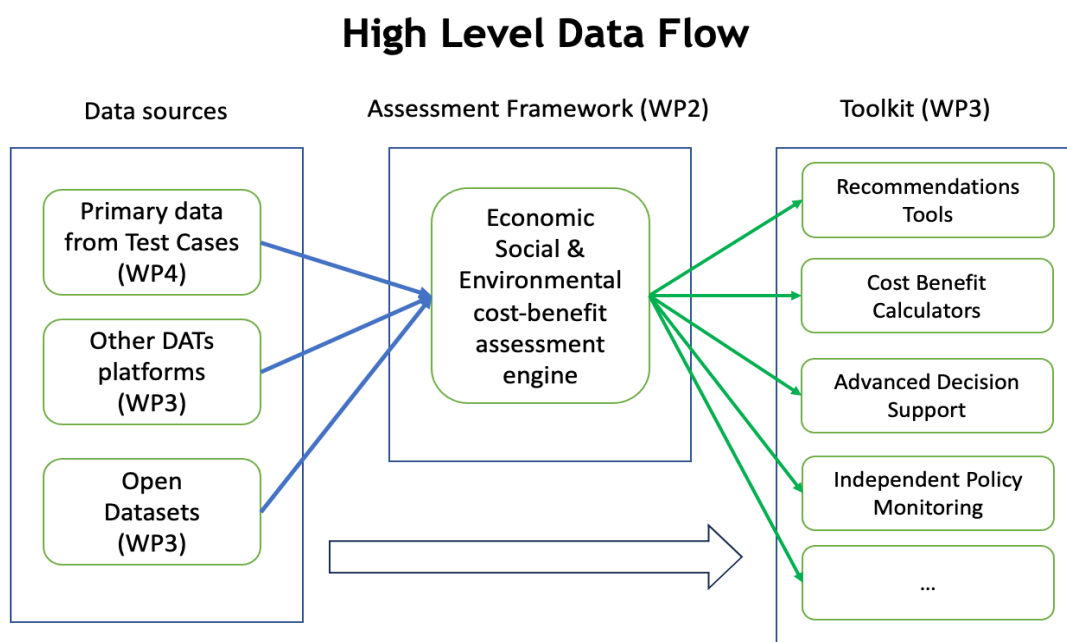 High Level Data Flow
Data sources
Assessment Framework (WP2)
Toolkit (WP3)
Primary data
from Test Cases
(WP4)
Other DATs
platforms
(WP3)
Open
Datasets
(WP3)
Economic
Social &
Environmental
cost-benefit
assessment
engine
Recommendations
Tools
Cost Benefit
Calculators
Advanced Decision
Support
Independent Policy
Monitoring
...